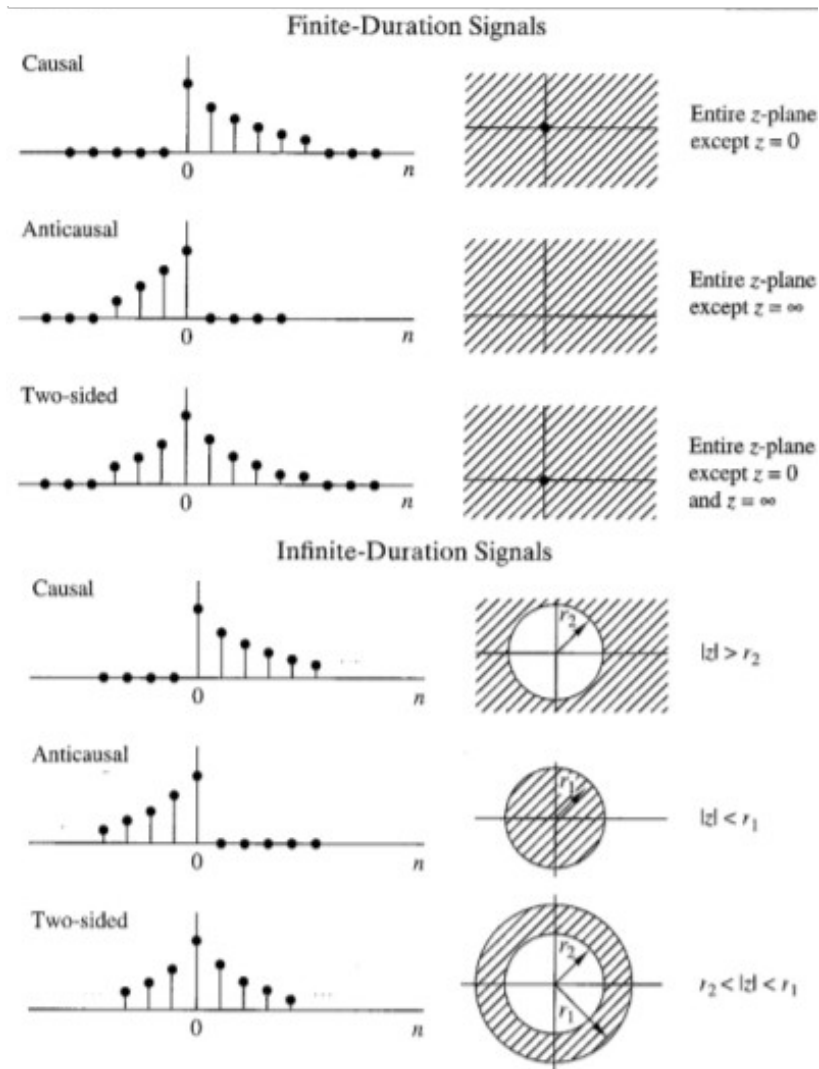 Finite-Duration Signals
Causal
0
n
Entire z-plane
except z = 0
Anticausal
0
n
Entire z-plane
except z = ∞
Two-sided
0
n
Entire z-plane
except z = 0
and z = ∞
Infinite-Duration Signals
Causal
...
0
n
r₂
|z| > r₂
Anticausal
0
n
r₁
|z| < r₁
Two-sided
... ...
0
n
r₂
r₁
r₂ < |z| < r₁